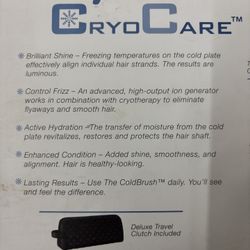 CRYOCARE™
Brilliant Shine – Freezing temperatures on the cold plate
effectively align individual hair strands. The results are
luminous.
Control Frizz – An advanced, high-output ion generator
works in combination with cryotherapy to eliminate
flyaways and smooth hair.
Active Hydration – The transfer of moisture from the cold
plate revitalizes, restores and protects the hair shaft.
Enhanced Condition – Added shine, smoothness, and
alignment. Hair is healthy-looking.
Lasting Results – Use The ColdBrush™ daily. You'll see
and feel the difference.
Deluxe Travel
Clutch Included